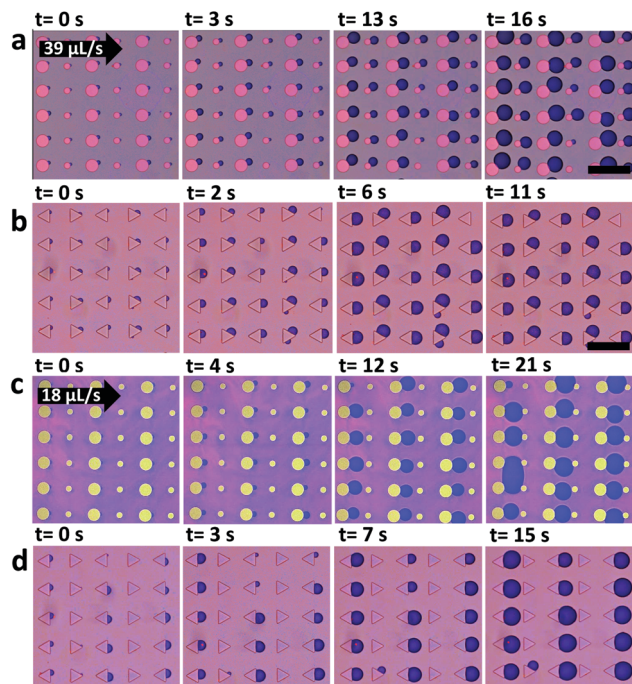 t= 0 s t= 3 s t= 13 s t= 16 s
a
39 µL/s
t= 0 s t= 2 s t= 6 s t= 11 s
b
t= 0 s t= 4 s t= 12 s t= 21 s
c
18 µL/s
t= 0 s t= 3 s t= 7 s t= 15 s
d